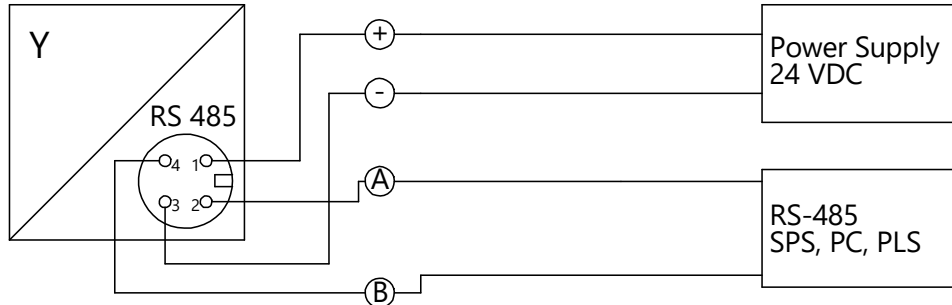 Y
RS 485
4 1
3 2
+
-
A
B
Power Supply
24 VDC
RS-485
SPS, PC, PLS